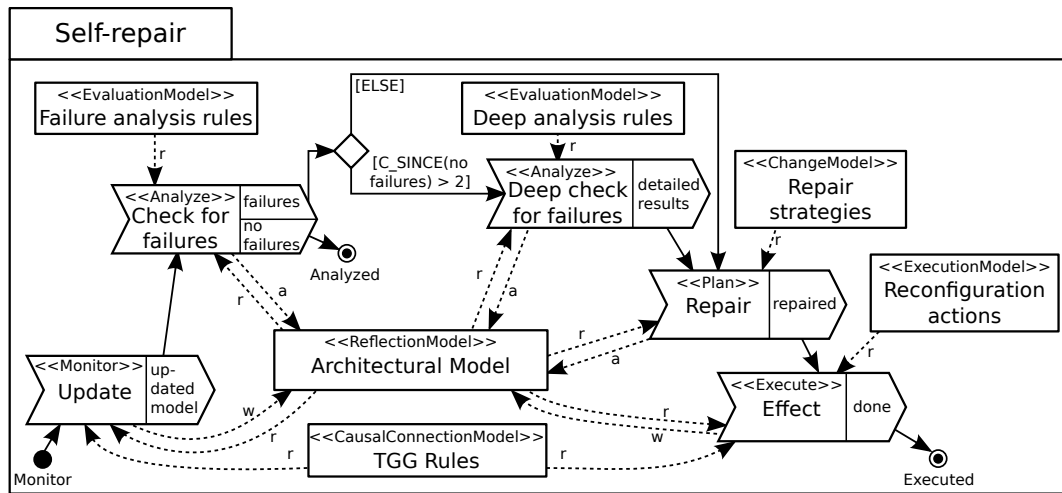 Self-repair
<<EvaluationModel>>
Failure analysis rules
r
[ELSE]
<<EvaluationModel>>
Deep analysis rules
r
[C_SINCE(no
failures) > 2]
<<Analyze>>
Check for
failures
failures
no
failures
Analyzed
<<Analyze>>
Deep check
for failures
detailed
results
<<ChangeModel>>
Repair
strategies
r
r
a
r
a
<<Plan>>
Repair
repaired
<<ExecutionModel>>
Reconfiguration
actions
r
<<ReflectionModel>>
Architectural Model
r
a
<<Monitor>>
Update
up-
dated
model
w
r
r
w
<<Execute>>
Effect
done
<<CausalConnectionModel>>
TGG Rules
r
r
Monitor
Executed